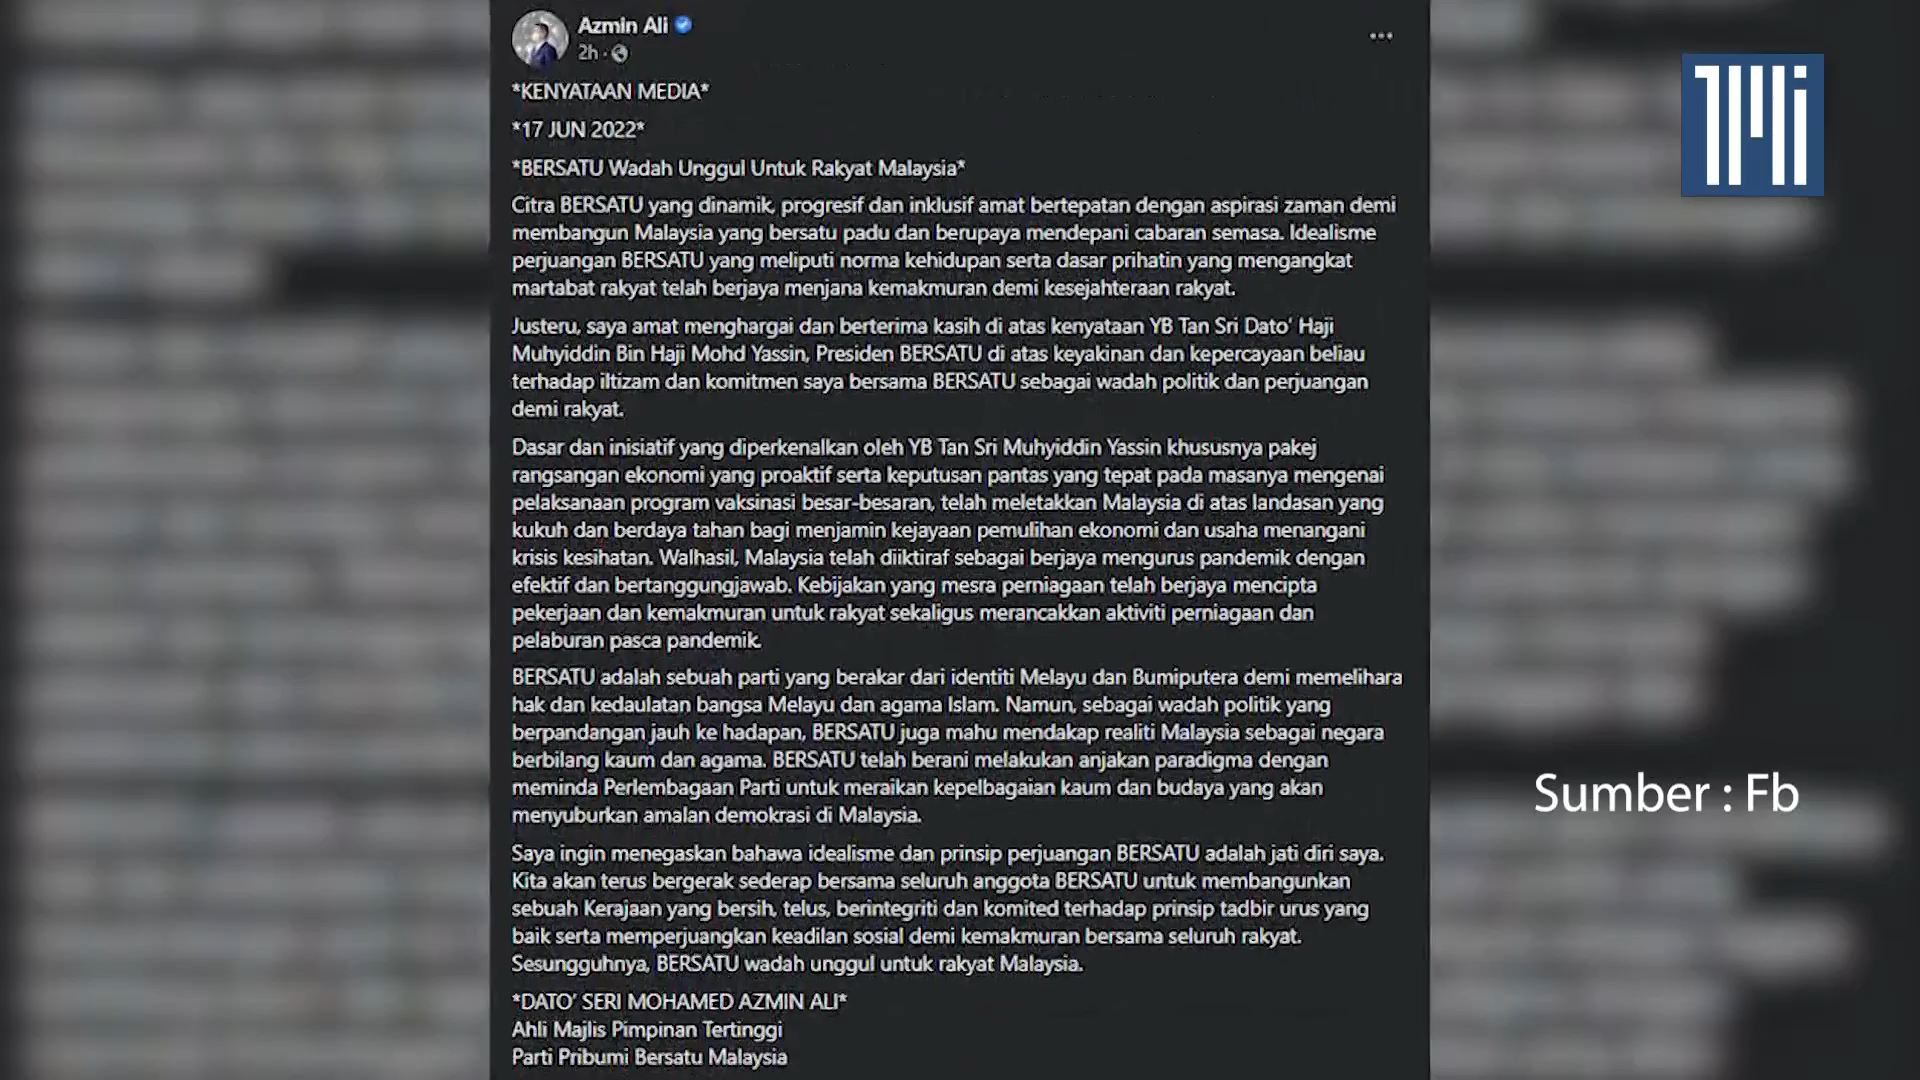 Azmin Ali
2h ·
*KENYATAAN MEDIA*
*17 JUN 2022*
*BERSATU Wadah Unggul Untuk Rakyat Malaysia*
Citra BERSATU yang dinamik, progresif dan inklusif amat bertepatan dengan aspirasi zaman demi
membangun Malaysia yang bersatu padu dan berupaya mendepani cabaran semasa. Idealisme
perjuangan BERSATU yang meliputi norma kehidupan serta dasar prihatin yang mengangkat
martabat rakyat telah berjaya menjana kemakmuran demi kesejahteraan rakyat.
Justeru, saya amat menghargai dan berterima kasih di atas kenyataan YB Tan Sri Dato' Haji
Muhyiddin Bin Haji Mohd Yassin, Presiden BERSATU di atas keyakinan dan kepercayaan beliau
terhadap iltizam dan komitmen saya bersama BERSATU sebagai wadah politik dan perjuangan
demi rakyat.
Dasar dan inisiatif yang diperkenalkan oleh YB Tan Sri Muhyiddin Yassin khususnya pakej
rangsangan ekonomi yang proaktif serta keputusan pantas yang tepat pada masanya mengenai
pelaksanaan program vaksinasi besar-besaran, telah meletakkan Malaysia di atas landasan yang
kukuh dan berdaya tahan bagi menjamin kejayaan pemulihan ekonomi dan usaha menangani
krisis kesihatan. Walhasil, Malaysia telah diiktiraf sebagai berjaya mengurus pandemik dengan
efektif dan bertanggungjawab. Kebijakan yang mesra perniagaan telah berjaya mencipta
pekerjaan dan kemakmuran untuk rakyat sekaligus merancakkan aktiviti perniagaan dan
pelaburan pasca pandemik.
BERSATU adalah sebuah parti yang berakar dari identiti Melayu dan Bumiputera demi memelihara
hak dan kedaulatan bangsa Melayu dan agama Islam. Namun, sebagai wadah politik yang
berpandangan jauh ke hadapan, BERSATU juga mahu mendakap realiti Malaysia sebagai negara
berbilang kaum dan agama. BERSATU telah berani melakukan anjakan paradigma dengan
meminda Perlembagaan Parti untuk meraikan kepelbagaian kaum dan budaya yang akan
menyuburkan amalan demokrasi di Malaysia.
Saya ingin menegaskan bahawa idealisme dan prinsip perjuangan BERSATU adalah jati diri saya.
Kita akan terus bergerak sederap bersama seluruh anggota BERSATU untuk membangunkan
sebuah Kerajaan yang bersih, telus, berintegriti dan komited terhadap prinsip tadbir urus yang
baik serta memperjuangkan keadilan sosial demi kemakmuran bersama seluruh rakyat.
Sesungguhnya, BERSATU wadah unggul untuk rakyat Malaysia.
*DATO' SERI MOHAMED AZMIN ALI*
Ahli Majlis Pimpinan Tertinggi
Parti Pribumi Bersatu Malaysia
TMi
Sumber : Fb